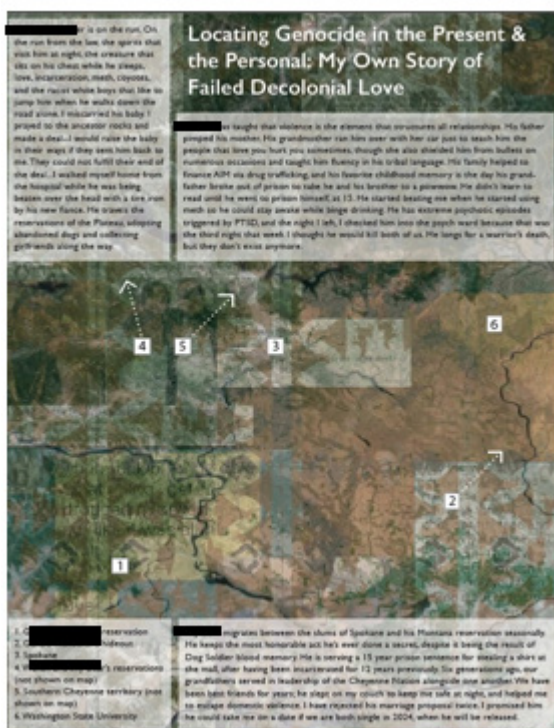 is on the run. On
the run from the law, the spirits that
visit him at night, the creature that
sits on his chest while he sleeps,
love, incarceration, meth, coyotes,
and the racist white boys that like to
jump him when he walks down the
road alone. I miscarried his baby. I
prayed to the ancestor rocks and
made a deal—I would raise the baby
in their ways if they sent him back to
me. They could not fulfill their end of
the deal. I walked myself home from
the hospital while he was being
beaten over the head with a tire iron
by his new fiance. He travels the
reservations of the Plateau, adopting
abandoned dogs and collecting
girlfriends along the way.
Locating Genocide in the Present &
the Personal: My Own Story of
Failed Decolonial Love
was taught that violence is the element that structures all relationships. His father
pimped his mother. His grandmother ran him over with her car just to teach him the
people that love you hurt you sometimes, though she also shielded him from bullets on
numerous occasions and taught him fluency in his tribal language. His family helped to
finance AIM via drug trafficking, and his favorite childhood memory is the day his grand-
father broke out of prison to take he and his brother to a powwow. He didn't learn to
read until he went to prison himself, at 15. He started beating me when he started using
meth so he could stay awake while binge drinking. He has extreme psychotic episodes
triggered by PTSD, and the night I left, I checked him into the psych ward because that was
the third night that week I thought he would kill both of us. He longs for a warrior's death,
but they don't exist anymore.
4
5
3
6
2
1
1. reservation
2. hideout
3. Spokane
4. 's reservations
(not shown on map)
5. Southern Cheyenne territory (not
shown on map)
6. Washington State University
migrates between the slums of Spokane and his Montana reservation seasonally.
He keeps the most honorable act he's ever done a secret, despite it being the result of
Dog Soldier blood memory. He is serving a 15 year prison sentence for stealing a shirt at
the mall, after having been incarcerated for 12 years previously. Six generations ago, our
grandfathers served in leadership of the Cheyenne Nation alongside one another. We have
been best friends for years; he slept on my couch to keep me safe at night, and helped me
to escape domestic violence. I have rejected his marriage proposal twice. I promised him
he could take me on a date if we are both single in 2024, when he will be released.